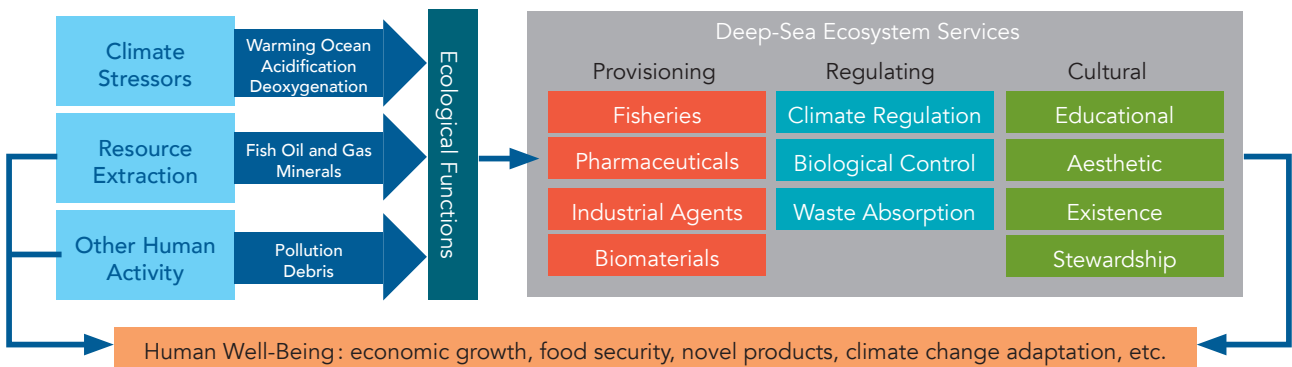 Climate
Stressors
Warming Ocean
Acidification
Deoxygenation
Resource
Extraction
Fish Oil and Gas
Minerals
Other Human
Activity
Pollution
Debris
Ecological Functions
Deep-Sea Ecosystem Services
Provisioning
Fisheries
Pharmaceuticals
Industrial Agents
Biomaterials
Regulating
Climate Regulation
Biological Control
Waste Absorption
Cultural
Educational
Aesthetic
Existence
Stewardship
Human Well-Being: economic growth, food security, novel products, climate change adaptation, etc.